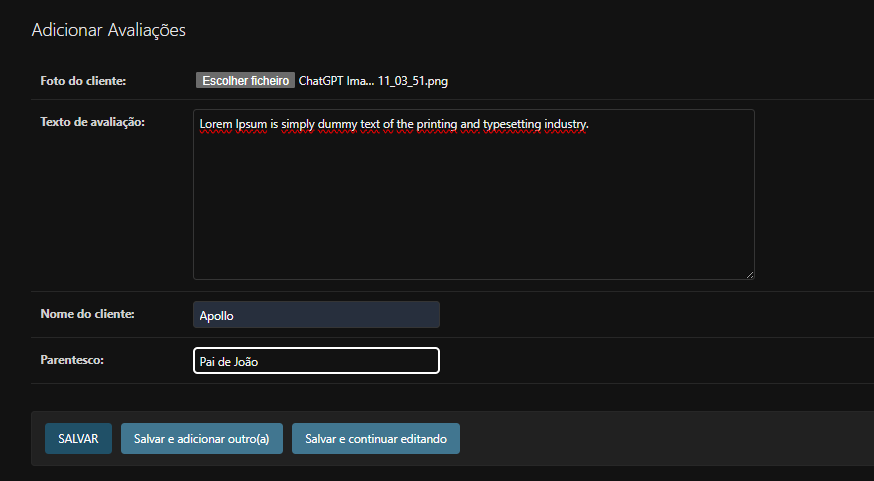 Adicionar Avaliações
Foto do cliente: Escolher ficheiro ChatGPT Ima... 11_03_51.png
Texto de avaliação: Lorem Ipsum is simply dummy text of the printing and typesetting industry.
Nome do cliente: Apollo
Parentesco: Pai de João
SALVAR Salvar e adicionar outro(a) Salvar e continuar editando